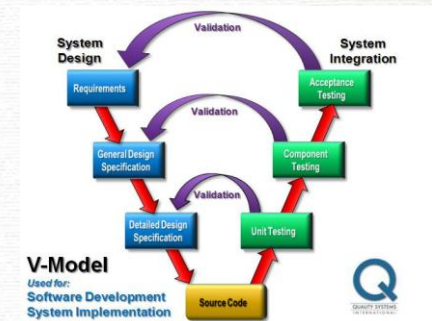 Validation
System
Design
System
Integration
Requirements
Acceptance
Testing
Validation
General Design
Specification
Component
Testing
Validation
Detailed Design
Specification
Unit Testing
V-Model
Used for:
Software Development
System Implementation
Source Code
Q
QUALITY SYSTEMS
INTERNATIONAL